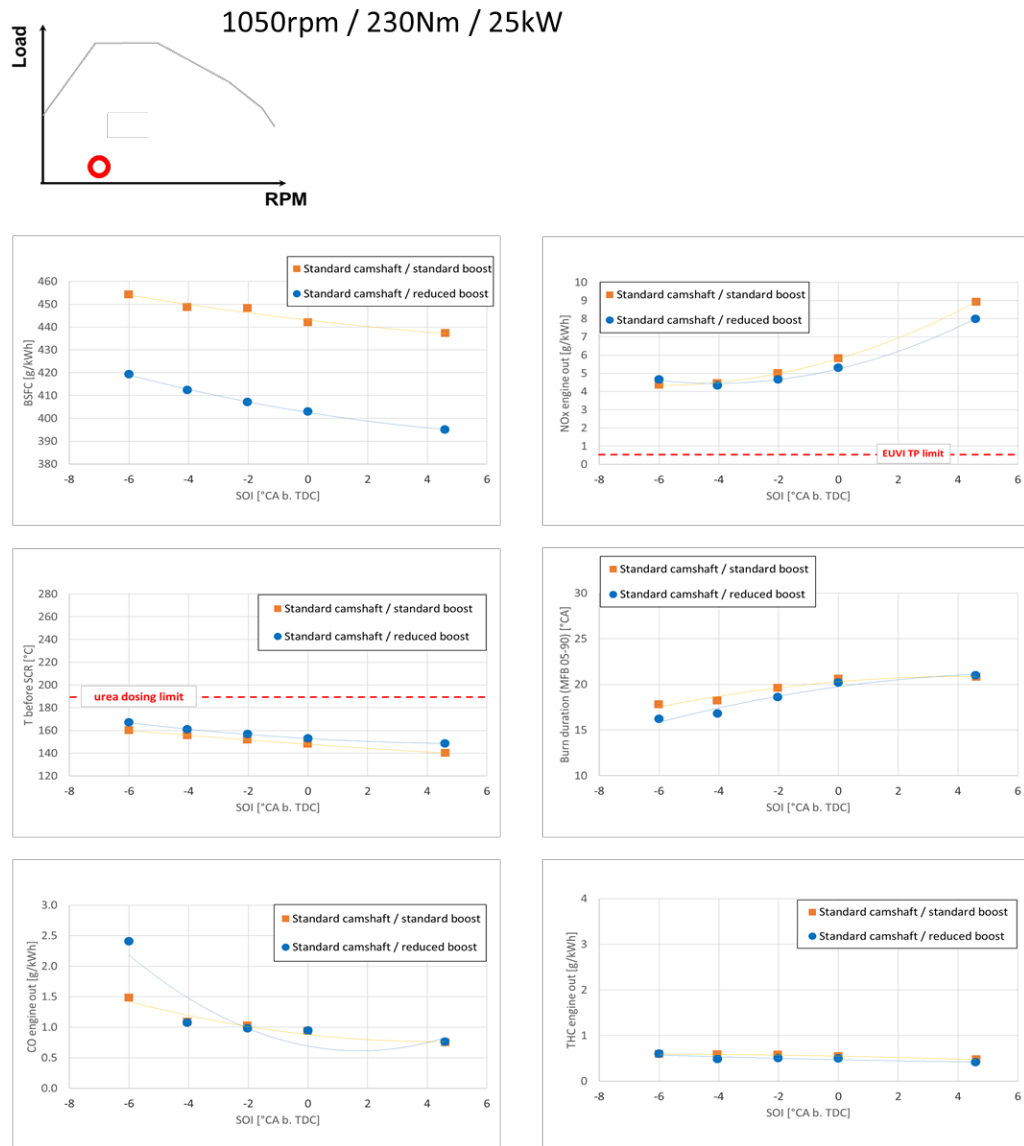 1050rpm / 230Nm / 25kW
Load
RPM
Standard camshaft / standard boost
Standard camshaft / reduced boost
460
450
440
430
420
410
400
390
380
BSFC [g/kWh]
-8 -6 -4 -2 0 2 4 6
SOI [°CA b. TDC]
Standard camshaft / standard boost
Standard camshaft / reduced boost
10
9
8
7
6
5
4
3
2
1
0
NOx engine out [g/kWh]
EUVI TP limit
-8 -6 -4 -2 0 2 4 6
SOI [°CA b. TDC]
Standard camshaft / standard boost
Standard camshaft / reduced boost
280
260
240
220
200
180
160
140
120
T before SCR [°C]
urea dosing limit
-8 -6 -4 -2 0 2 4 6
SOI [°CA b. TDC]
Standard camshaft / standard boost
Standard camshaft / reduced boost
30
25
20
15
10
Burn duration (MFB 05-90) [°CA]
-8 -6 -4 -2 0 2 4 6
SOI [°CA b. TDC]
Standard camshaft / standard boost
Standard camshaft / reduced boost
3.0
2.5
2.0
1.5
1.0
0.5
0.0
CO engine out [g/kWh]
-8 -6 -4 -2 0 2 4 6
SOI [°CA b. TDC]
Standard camshaft / standard boost
Standard camshaft / reduced boost
4
3
2
1
0
THC engine out [g/kWh]
-8 -6 -4 -2 0 2 4 6
SOI [°CA b. TDC]